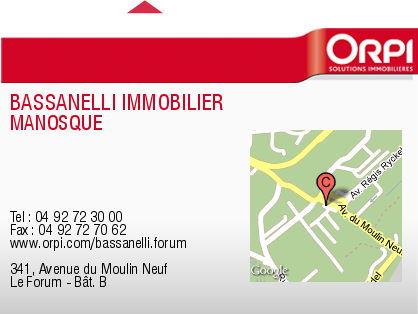 ORPI
SOLUTIONS IMMOBILIÈRES
BASSANELLI IMMOBILIER
MANOSQUE
Tel : 04 92 72 30 00
Fax : 04 92 72 70 62
www.orpi.com/bassanelli.forum
341, Avenue du Moulin Neuf
Le Forum - Bât. B
C
Av. Régis Rycke
Av. du Moulin Neu
del
Google